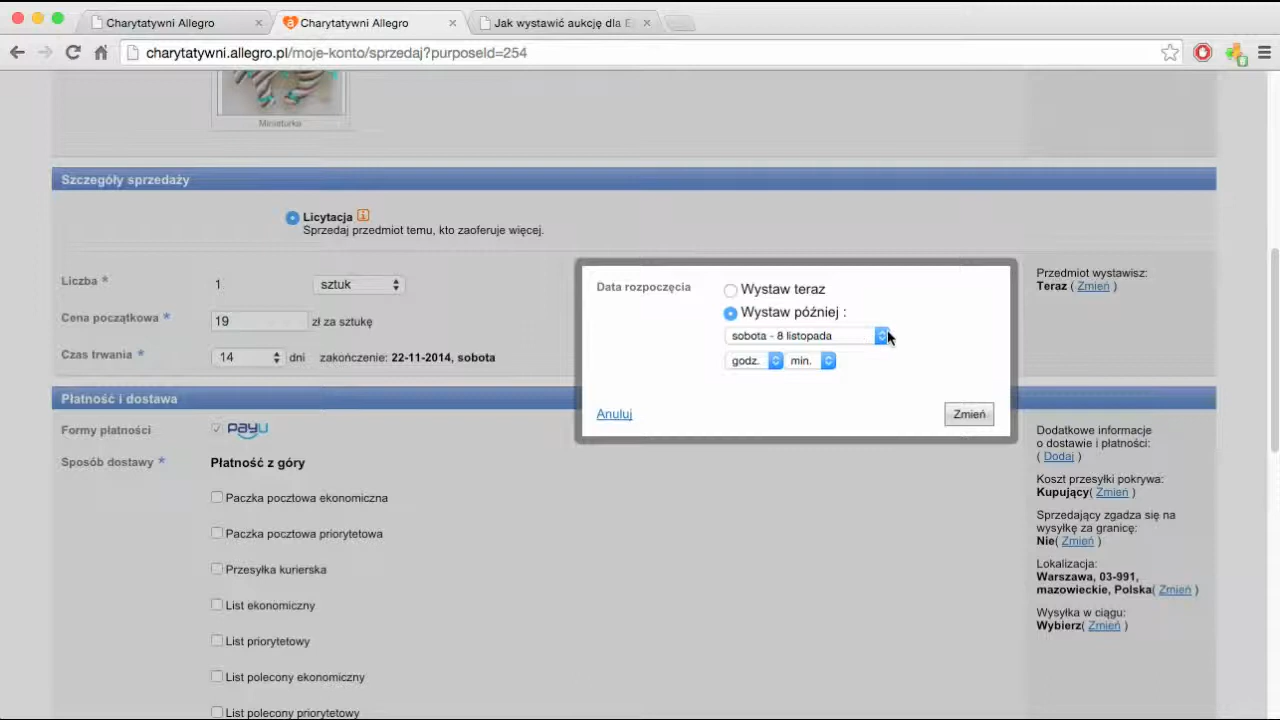 Charytatywni Allegro
Charytatywni Allegro
Jak wystawić aukcję dla E
charytatywni.allegro.pl/moje-konto/sprzedaj?purposeId=254
Miniaturka
Szczegóły sprzedaży
Licytacja
Sprzedaj przedmiot temu, kto zaoferuje więcej.
Liczba * 1 sztuk
Cena początkowa * 19 zł za sztukę
Czas trwania * 14 dni zakończenie: 22-11-2014, sobota
Data rozpoczęcia Wystaw teraz
Wystaw później :
sobota - 8 listopada
godz. min.
Anuluj Zmień
Przedmiot wystawisz:
Teraz ( Zmień )
Płatność i dostawa
Formy płatności PayU
Sposób dostawy * Płatność z góry
Paczka pocztowa ekonomiczna
Paczka pocztowa priorytetowa
Przesyłka kurierska
List ekonomiczny
List priorytetowy
List polecony ekonomiczny
List polecony priorytetowy
Dodatkowe informacje
o dostawie i płatności:
( Dodaj )
Koszt przesyłki pokrywa:
Kupujący( Zmień )
Sprzedający zgadza się na
wysyłkę za granicę:
Nie( Zmień )
Lokalizacja:
Warszawa, 03-991,
mazowieckie, Polska( Zmień )
Wysyłka w ciągu:
Wybierz( Zmień )